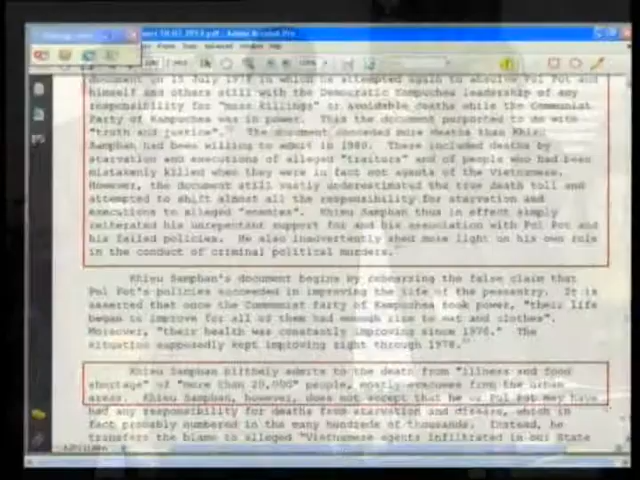 document on 15 July 1978 in which he attempted again to absolve Pol Pot and
himself and others still with the Democratic Kampuchea leadership of any
responsibility for "mass killings" or avoidable deaths while the Communist
Party of Kampuchea was in power. This the document purported to do with
"truth and justice". The document conceded more deaths than Khieu
Samphan had been willing to admit in 1980. These included deaths by
starvation and executions of alleged "traitors" and of people who had been
mistakenly killed when they were in fact not agents of the Vietnamese.
However, the document still vastly underestimated the true death toll and
attempted to shift almost all the responsibility for starvation and
executions to alleged "enemies". Khieu Samphan thus in effect simply
reiterated his unrepentant support for and his association with Pol Pot and
his failed policies. He also inadvertently shed more light on his own role
in the conduct of criminal political murders.
Khieu Samphan's document begins by rehearsing the false claim that
Pol Pot's policies succeeded in improving the life of the peasantry. It is
asserted that once the Communist Party of Kampuchea took power, "their life
began to improve for all of them had enough rice to eat and clothes".
Moreover, "their health was constantly improving since 1976." The
situation supposedly kept improving right through 1978.
Khieu Samphan blithely admits to the death from "illness and food
shortage" of "more than 20,000" people, mostly evacuees from the urban
areas. Khieu Samphan, however, does not accept that he or Pol Pot may have
had any responsibility for deaths from starvation and disease, which in
fact probably numbered in the many hundreds of thousands. Instead, he
transfers the blame to alleged "Vietnamese agents infiltrated in our State